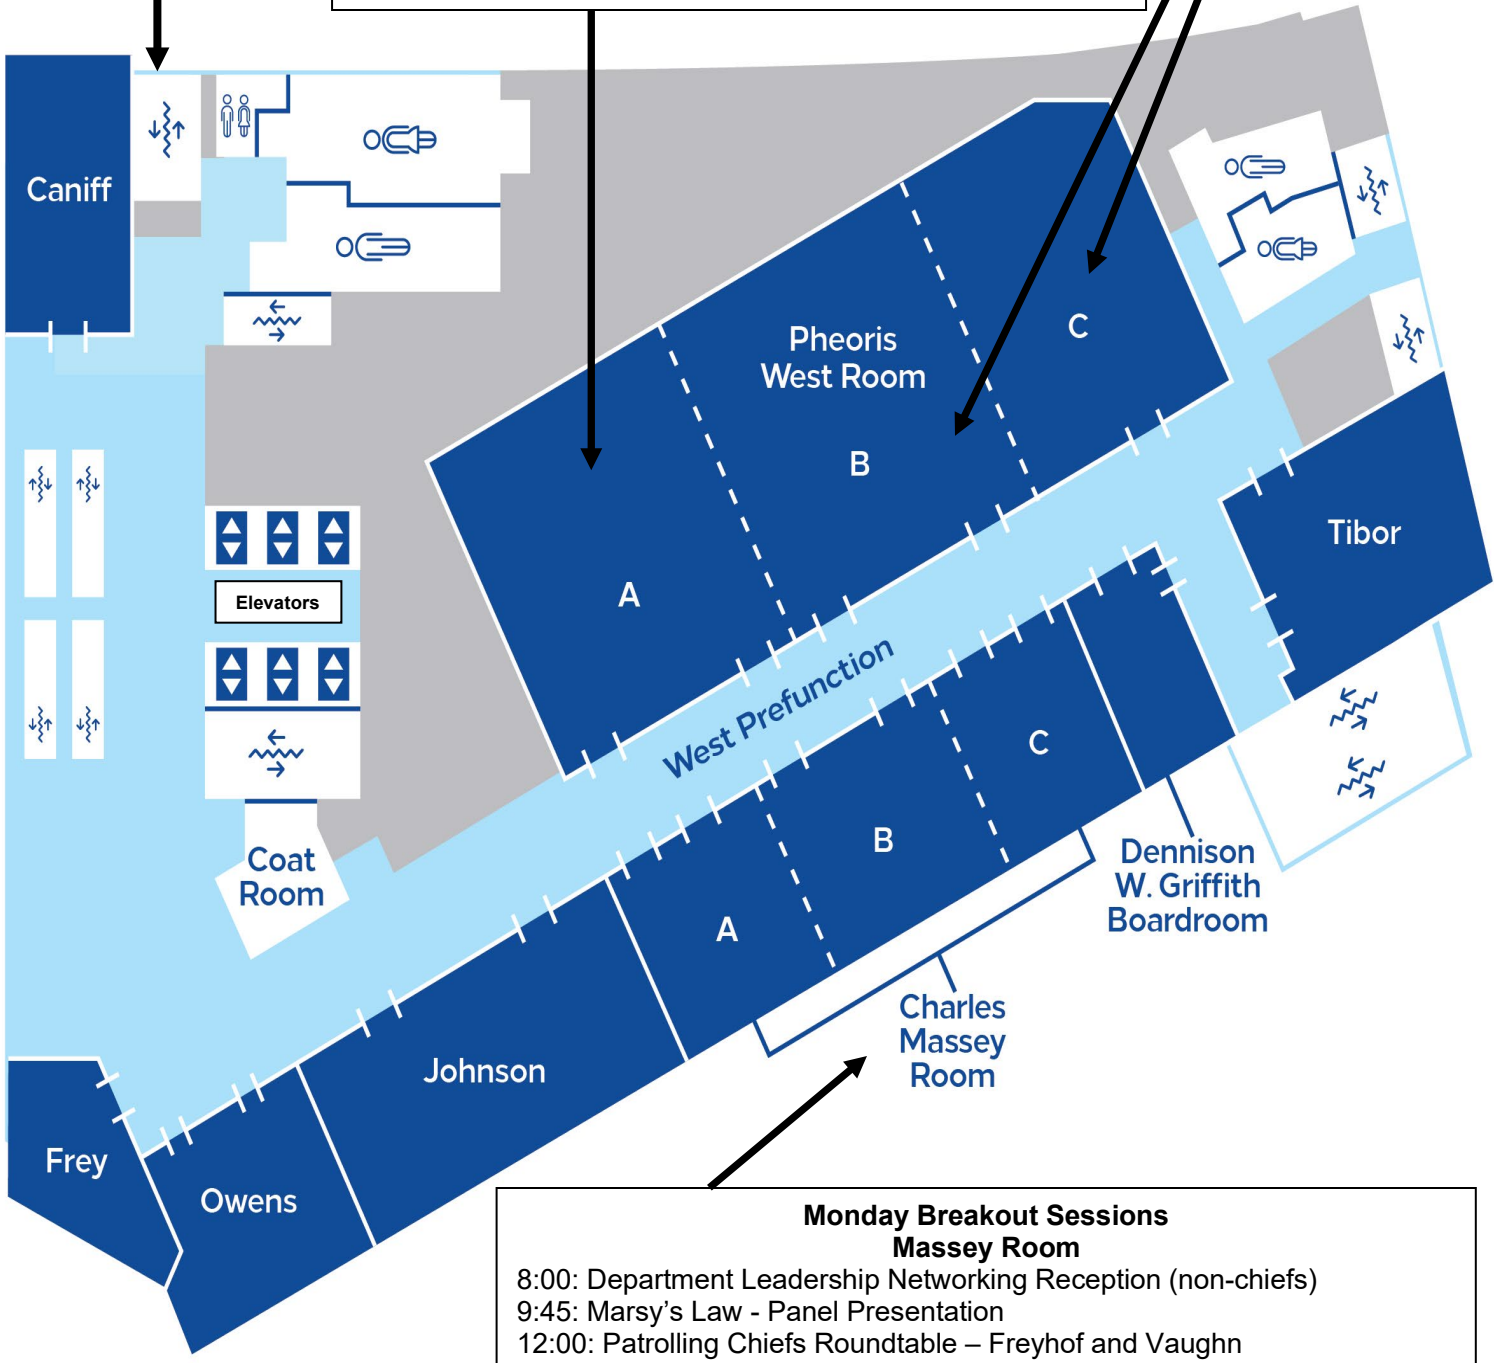 Caniff
Pheoris
West Room
C
B
A
Tibor
Elevators
West Prefunction
C
B
A
Coat
Room
Dennison
W. Griffith
Boardroom
Charles
Massey
Room
Johnson
Frey
Owens
Monday Breakout Sessions
Massey Room
8:00: Department Leadership Networking Reception (non-chiefs)
9:45: Marsy’s Law - Panel Presentation
12:00: Patrolling Chiefs Roundtable – Freyhof and Vaughn